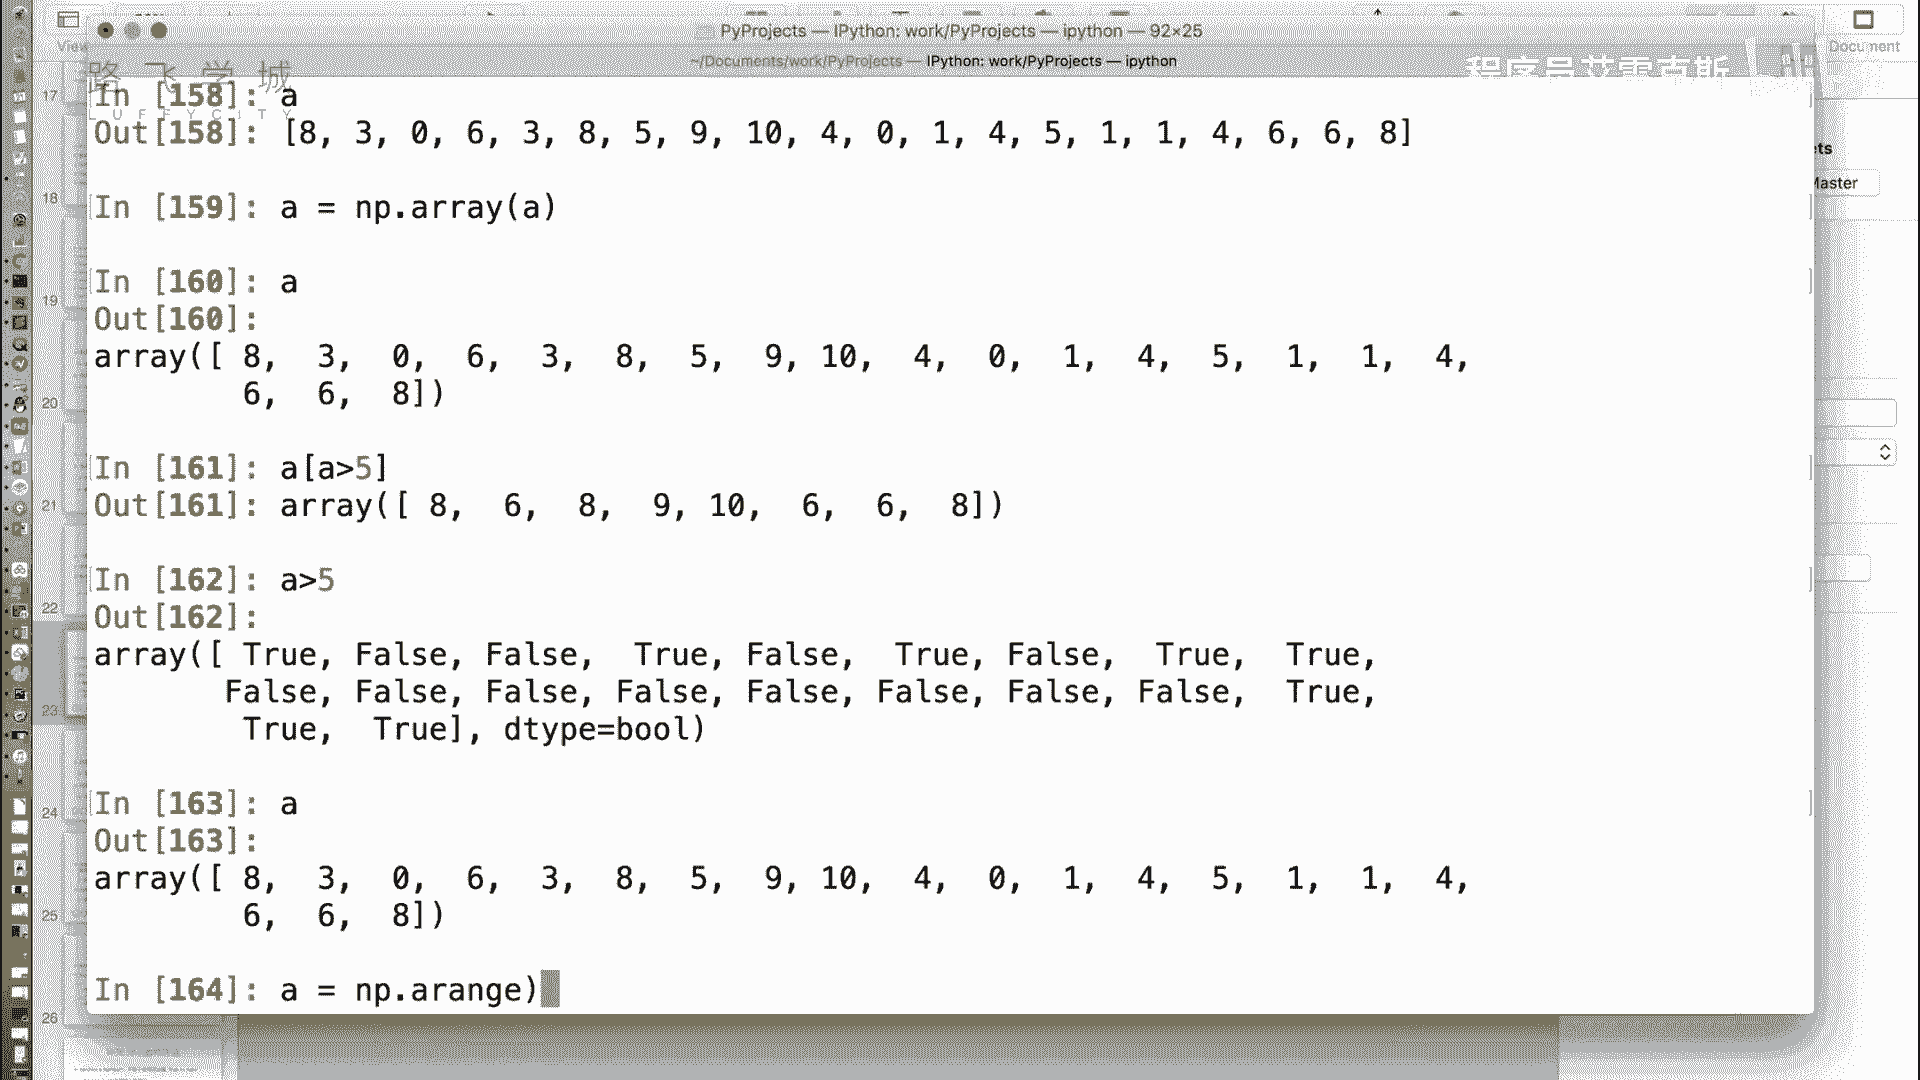 PyProjects — IPython: work/PyProjects — ipython — 92×25
~/Documents/work/PyProjects — IPython: work/PyProjects — ipython
View
Document
路飞学城
LUFFYCITY
程序员艾雷克斯
In [158]: a
Out[158]: [8, 3, 0, 6, 3, 8, 5, 9, 10, 4, 0, 1, 4, 5, 1, 1, 4, 6, 6, 8]
In [159]: a = np.array(a)
In [160]: a
Out[160]:
array([ 8,  3,  0,  6,  3,  8,  5,  9, 10,  4,  0,  1,  4,  5,  1,  1,  4,
        6,  6,  8])
In [161]: a[a>5]
Out[161]: array([ 8,  6,  8,  9, 10,  6,  6,  8])
In [162]: a>5
Out[162]:
array([ True, False, False,  True, False,  True, False,  True,  True,
       False, False, False, False, False, False, False, False,  True,
        True,  True], dtype=bool)
In [163]: a
Out[163]:
array([ 8,  3,  0,  6,  3,  8,  5,  9, 10,  4,  0,  1,  4,  5,  1,  1,  4,
        6,  6,  8])
In [164]: a = np.arange)
17
18
19
20
21
22
23
24
25
26
ets
Master